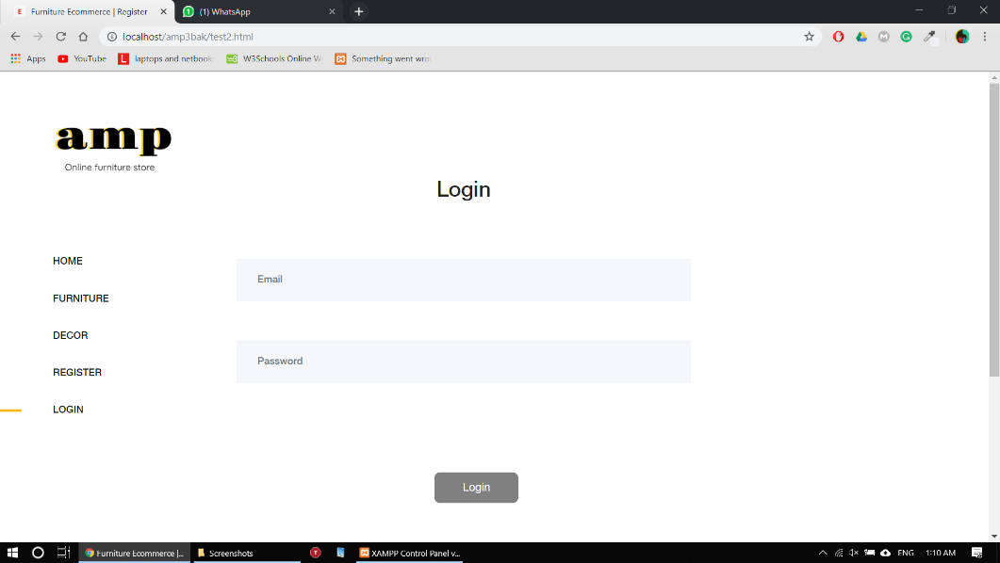 Furniture Ecommerce | Register
(1) WhatsApp
localhost/amp3bak/test2.html
Apps
YouTube
laptops and netbook
W3Schools Online W
Something went wro
amp
Online furniture store
Login
HOME
FURNITURE
DECOR
REGISTER
LOGIN
Email
Password
Login
Furniture Ecommerce |...
Screenshots
XAMPP Control Panel v...
ENG
1:10 AM